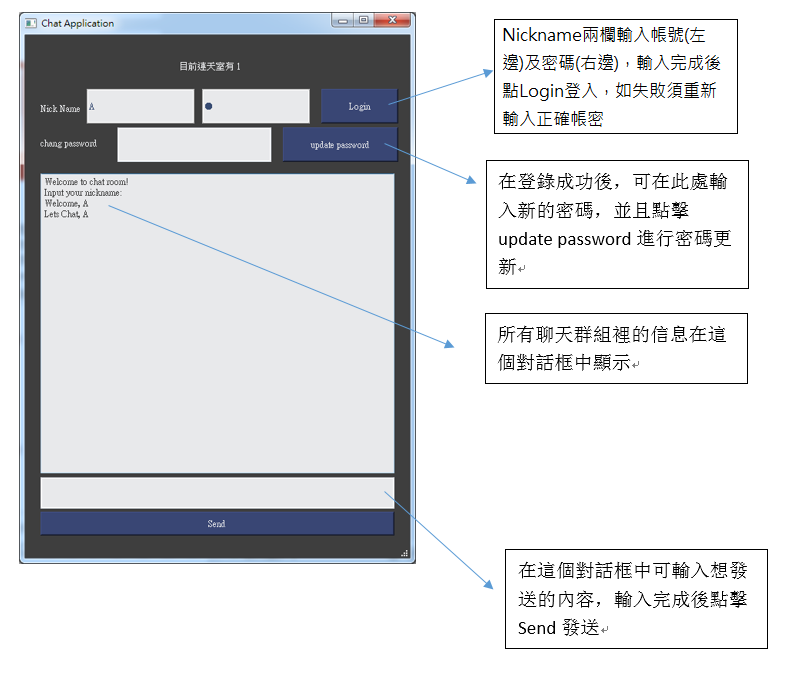 Chat Application
目前連天室有 1
Nick Name
A
Login
chang password
update password
Welcome to chat room!
Input your nickname:
Welcome, A
Lets Chat, A
Send
Nickname兩欄輸入帳號(左
邊)及密碼(右邊)，輸入完成後
點Login登入，如失敗須重新
輸入正確帳密
在登錄成功後，可在此處輸
入新的密碼，並且點擊
update password 進行密碼更
新
所有聊天群組裡的信息在這
個對話框中顯示
在這個對話框中可輸入想發
送的內容，輸入完成後點擊
Send 發送